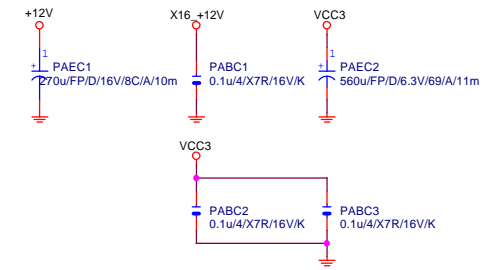 +12V
X16_+12V
VCC3
1
+
PAEC1
270u/FP/D/16V/8C/A/10m
PABC1
0.1u/4/X7R/16V/K
1
+
PAEC2
560u/FP/D/6.3V/69/A/11m
VCC3
PABC2
0.1u/4/X7R/16V/K
PABC3
0.1u/4/X7R/16V/K